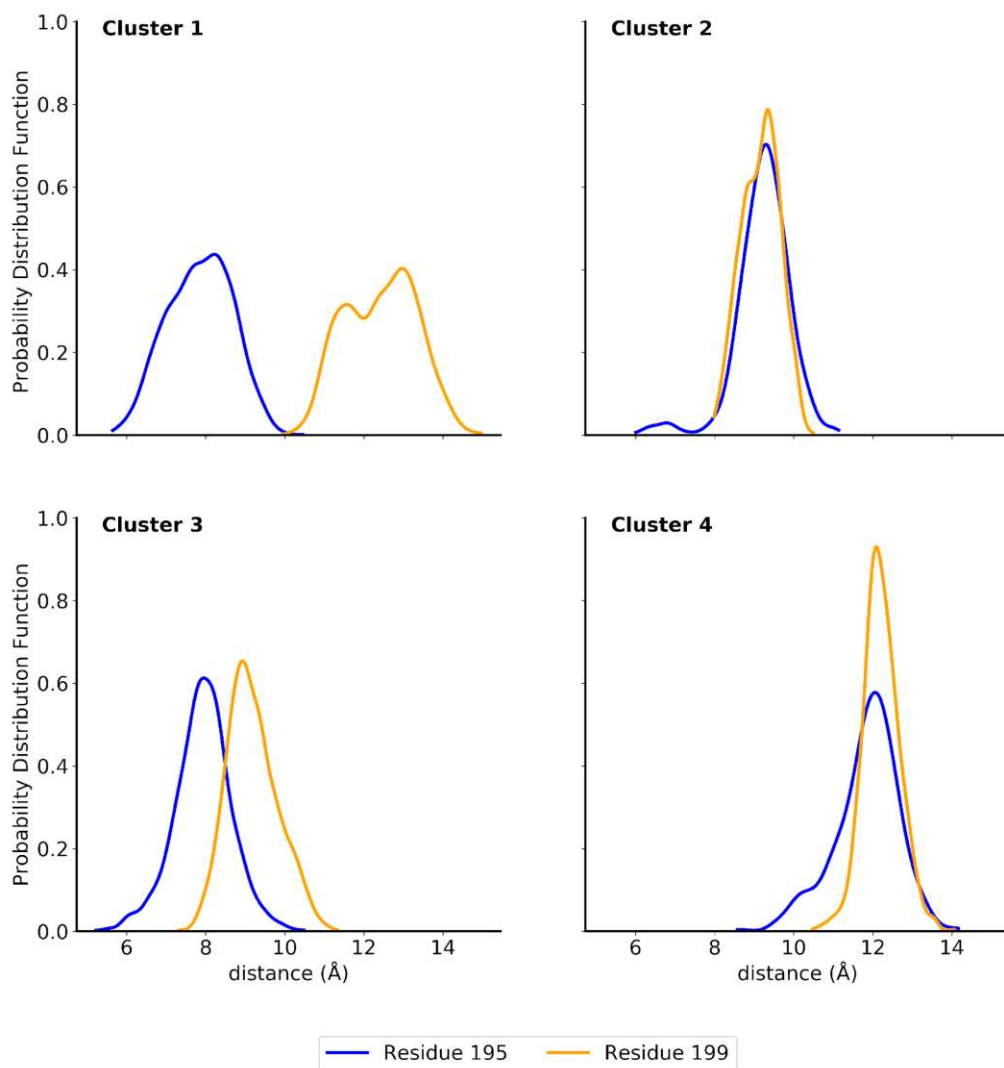 Cluster 1
Cluster 2
1.0
0.8
0.6
0.4
0.2
0.0
Probability Distribution Function
Cluster 3
Cluster 4
1.0
0.8
0.6
0.4
0.2
0.0
Probability Distribution Function
6 8 10 12 14
6 8 10 12 14
distance (Å)
distance (Å)
Residue 195
Residue 199